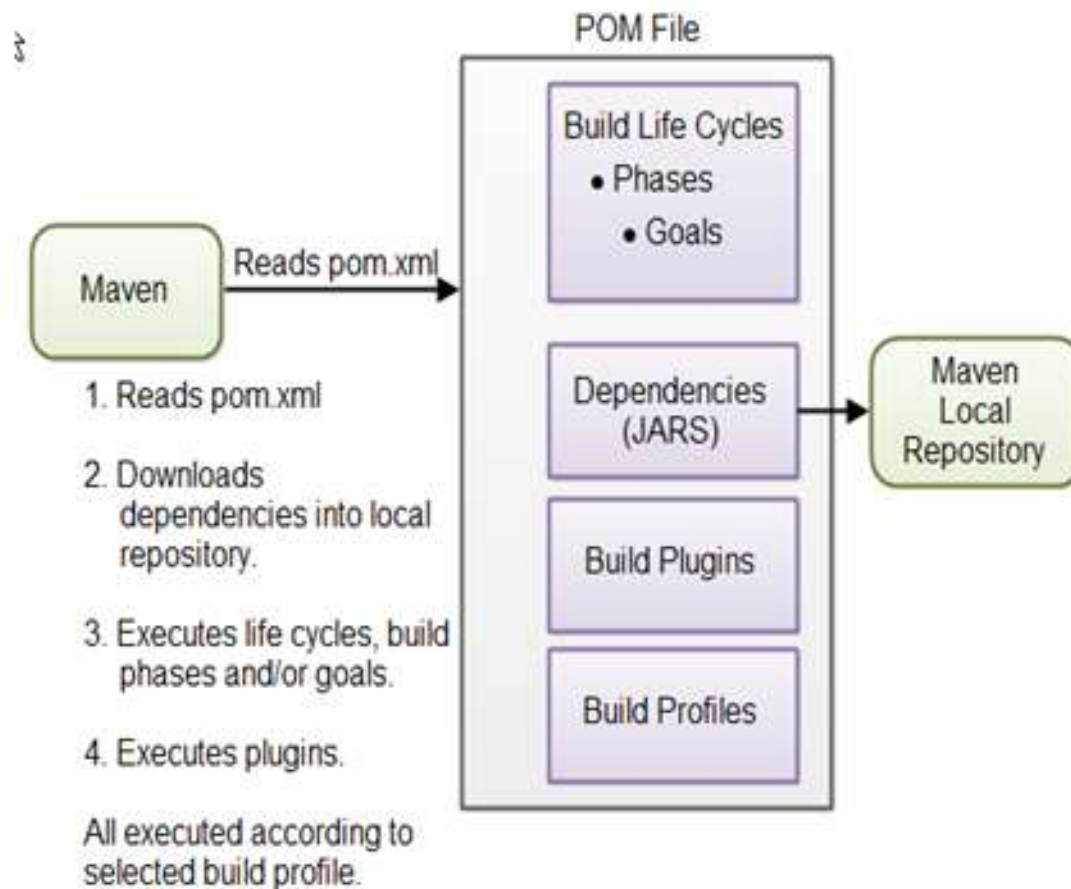 POM File
Build Life Cycles
• Phases
• Goals
Reads pom.xml
Maven
1. Reads pom.xml
2. Downloads
dependencies into local
repository.
3. Executes life cycles, build
phases and/or goals.
4. Executes plugins.
All executed according to
selected build profile.
Dependencies
(JARS)
Build Plugins
Build Profiles
Maven
Local
Repository